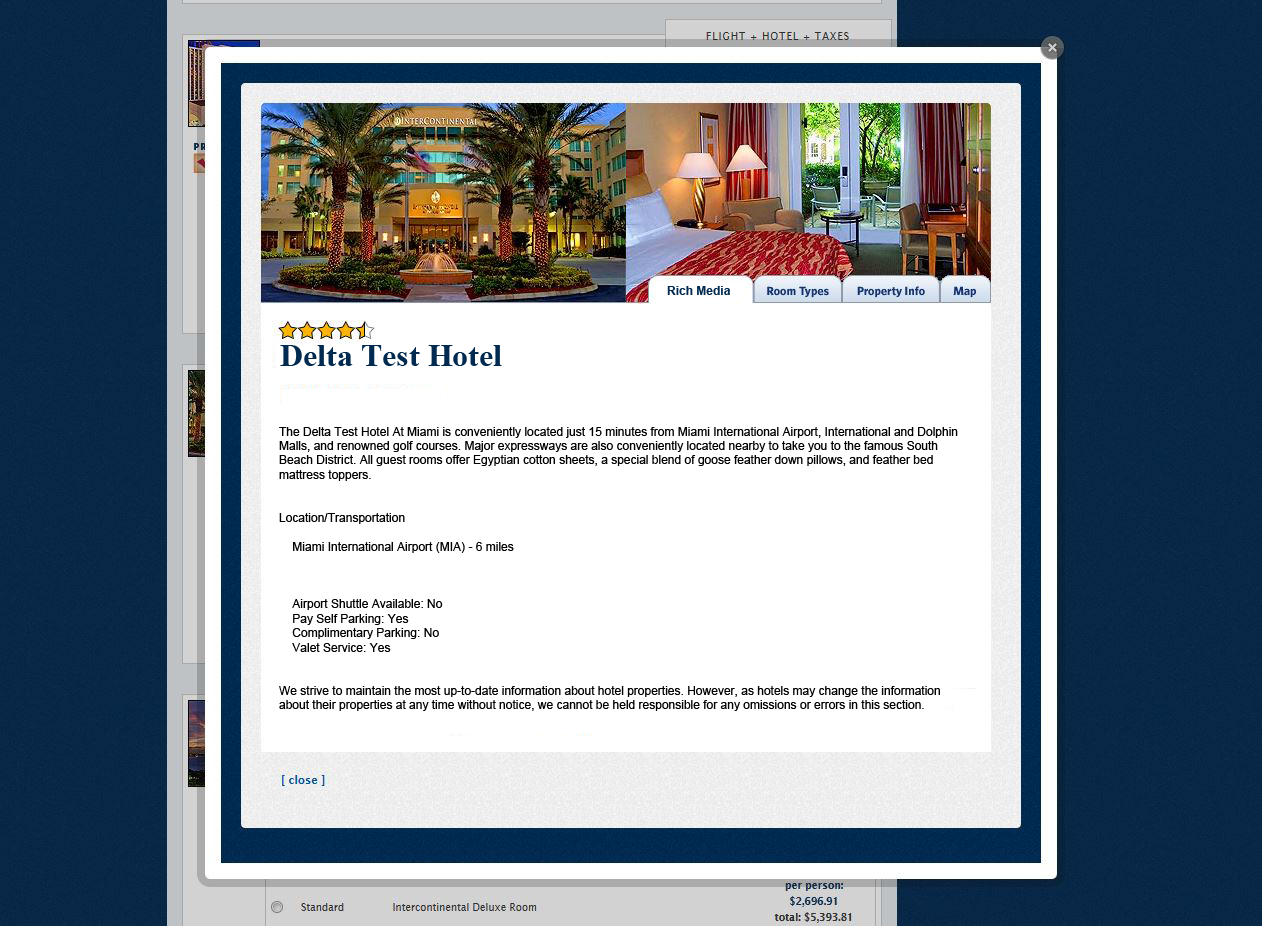 FLIGHT + HOTEL + TAXES
PR
INTERCONTINENTAL
Rich Media
Room Types
Property Info
Map
Delta Test Hotel
The Delta Test Hotel At Miami is conveniently located just 15 minutes from Miami International Airport, International and Dolphin
Malls, and renowned golf courses. Major expressways are also conveniently located nearby to take you to the famous South
Beach District. All guest rooms offer Egyptian cotton sheets, a special blend of goose feather down pillows, and feather bed
mattress toppers.
Location/Transportation
Miami International Airport (MIA) - 6 miles
Airport Shuttle Available: No
Pay Self Parking: Yes
Complimentary Parking: No
Valet Service: Yes
We strive to maintain the most up-to-date information about hotel properties. However, as hotels may change the information
about their properties at any time without notice, we cannot be held responsible for any omissions or errors in this section.
[ close ]
per person:
$2,696.91
Standard
Intercontinental Deluxe Room
total: $5,393.81